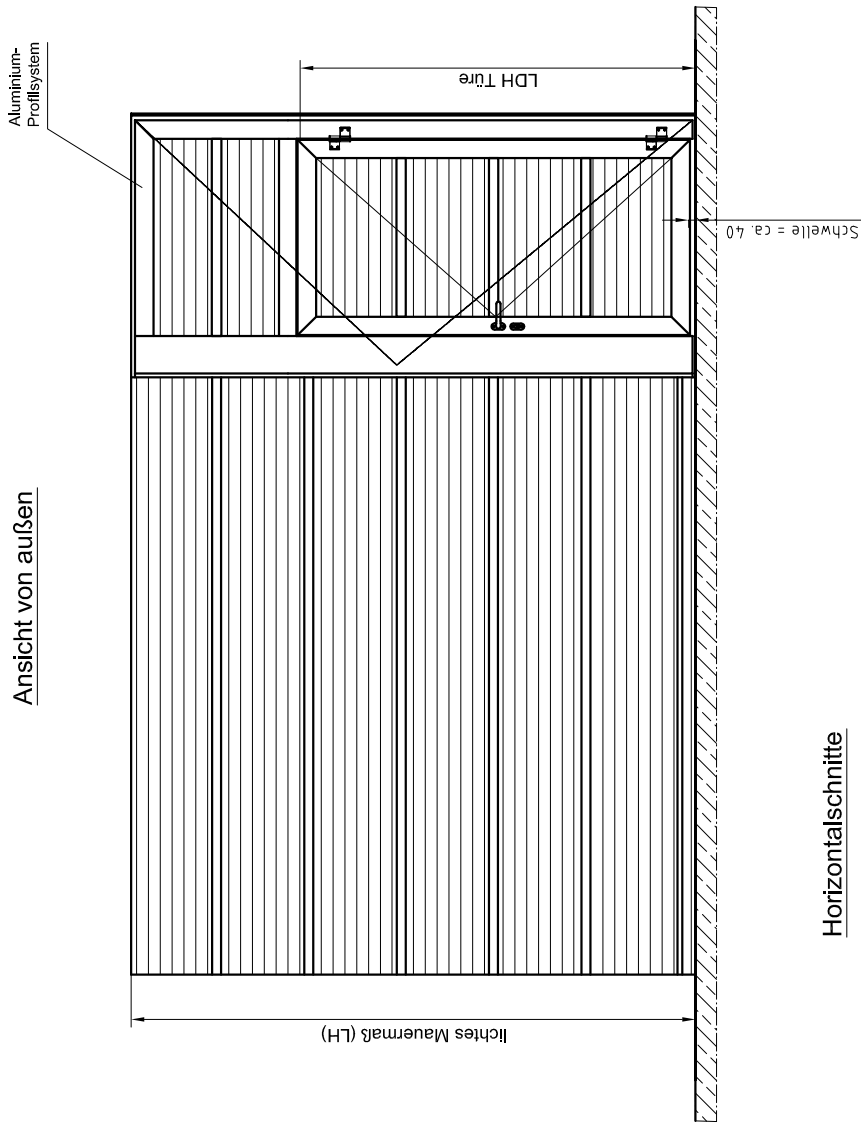 Ansicht von außen
Aluminium-
Profilsystem
LDH Türe
Schwelle = ca. 40
lichtes Mauermaß (LH)
Horizontalschnitte